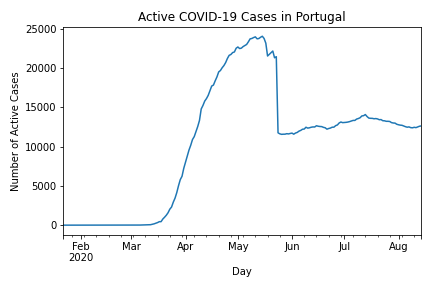 Active COVID-19 Cases in Portugal
Number of Active Cases
25000
20000
15000
10000
5000
0
Feb
2020
Mar
Apr
May
Jun
Jul
Aug
Day